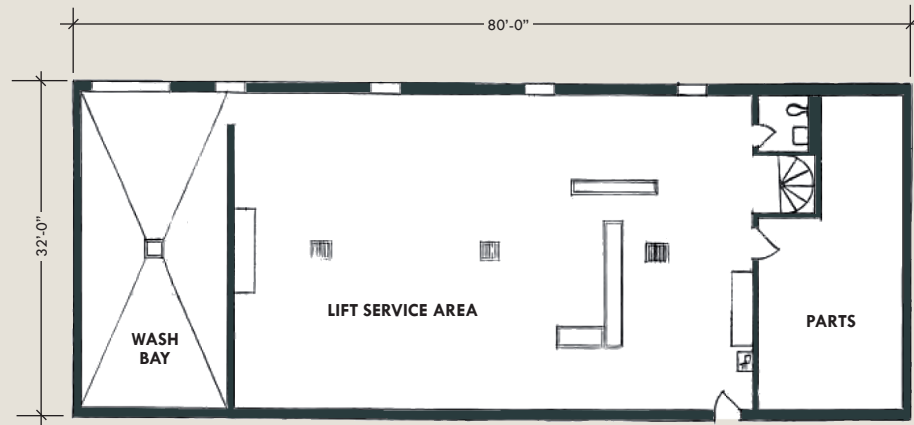 80'-0"
32'-0"
LIFT SERVICE AREA
WASH
BAY
PARTS